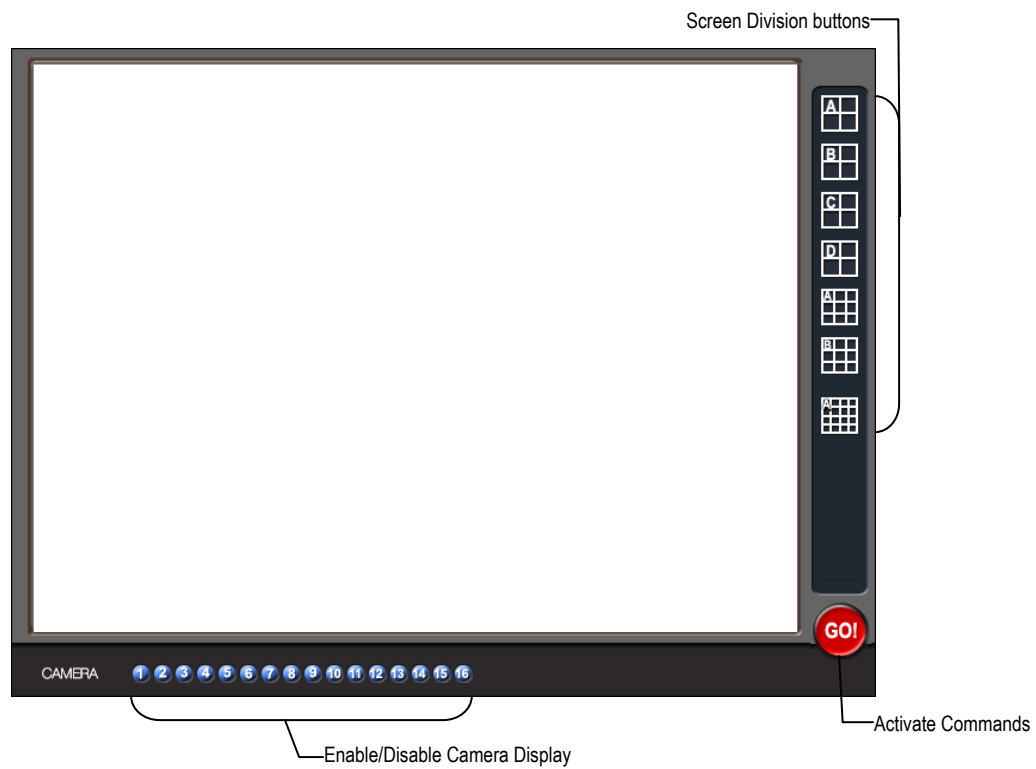 Screen Division buttons
A
B
C
D
A
B
A
GO!
CAMERA 1 2 3 4 5 6 7 8 9 10 11 12 13 14 15 16
Activate Commands
Enable/Disable Camera Display